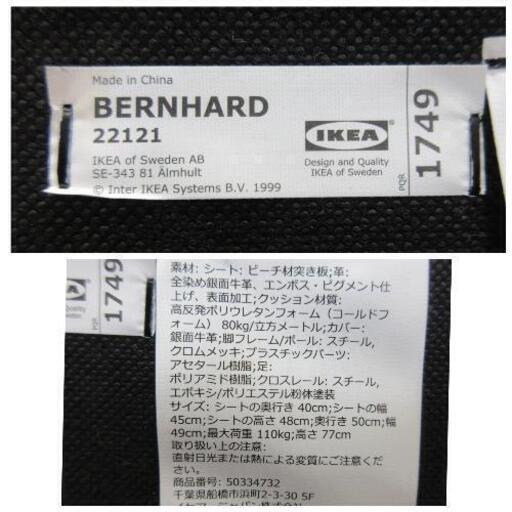 Made in China
BERNHARD
22121
IKEA of Sweden AB
SE-343 81 Älmhult
© Inter IKEA Systems B.V. 1999
IKEA
Design and Quality
IKEA of Sweden
PQR
1749
Quality
PQR
1749
素材: シート: ビーチ材突き板;革:
全染め銀面牛革、エンボス・ピグメント仕
上げ、表面加工;クッション材質:
高反発ポリウレタンフォーム（コールドフ
ォーム） 80kg/立方メートル;カバー:
銀面牛革;脚フレーム/ポール: スチール,
クロムメッキ;プラスチックパーツ:
アセタール樹脂;足:
ポリアミド樹脂;クロスレール: スチール,
エポキシ/ポリエステル粉体塗装
サイズ: シートの奥行き 40cm;シートの幅
45cm;シートの高さ 48cm;奥行き 50cm;幅
49cm;最大荷重 110kg;高さ 77cm
取り扱い上の注意:
直射日光または熱による変質にご注意くだ
さい
商品番号: 50334732
千葉県船橋市浜町2-3-30 5F